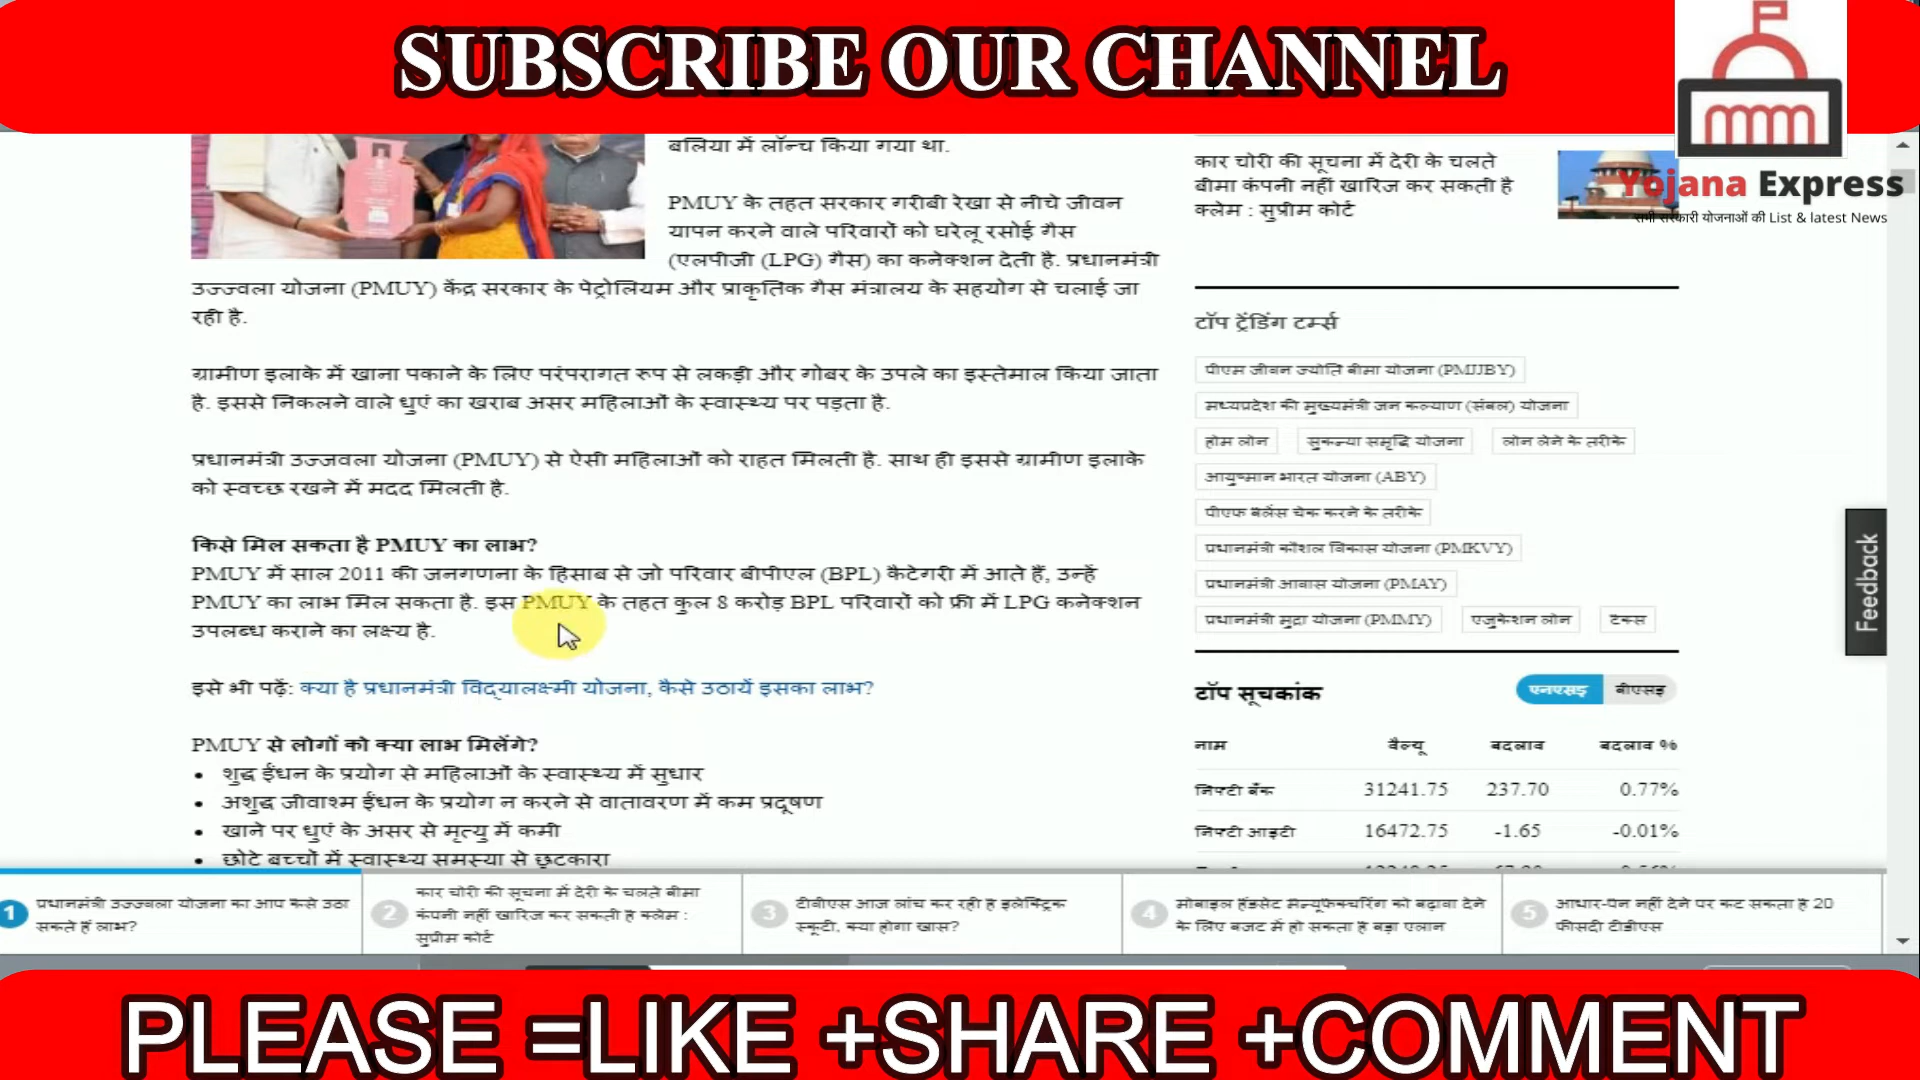 SUBSCRIBE OUR CHANNEL
Yojana Express
सभी सरकारी योजनाओं की List & latest News
बलिया में लॉन्च किया गया था.
PMUY के तहत सरकार गरीबी रेखा से नीचे जीवन
यापन करने वाले परिवारों को घरेलू रसोई गैस
(एलपीजी (LPG) गैस) का कनेक्शन देती है. प्रधानमंत्री
उज्ज्वला योजना (PMUY) केंद्र सरकार के पेट्रोलियम और प्राकृतिक गैस मंत्रालय के सहयोग से चलाई जा
रही है.
ग्रामीण इलाके में खाना पकाने के लिए परंपरागत रूप से लकड़ी और गोबर के उपले का इस्तेमाल किया जाता
है. इससे निकलने वाले धुएं का खराब असर महिलाओं के स्वास्थ्य पर पड़ता है.
प्रधानमंत्री उज्जवला योजना (PMUY) से ऐसी महिलाओं को राहत मिलती है. साथ ही इससे ग्रामीण इलाके
को स्वच्छ रखने में मदद मिलती है.
किसे मिल सकता है PMUY का लाभ?
PMUY में साल 2011 की जनगणना के हिसाब से जो परिवार बीपीएल (BPL) कैटेगरी में आते हैं, उन्हें
PMUY का लाभ मिल सकता है. इस PMUY के तहत कुल 8 करोड़ BPL परिवारों को फ्री में LPG कनेक्शन
उपलब्ध कराने का लक्ष्य है.
इसे भी पढ़ें: क्या है प्रधानमंत्री विद्यालक्ष्मी योजना, कैसे उठायें इसका लाभ?
PMUY से लोगों को क्या लाभ मिलेंगे?
• शुद्ध ईंधन के प्रयोग से महिलाओं के स्वास्थ्य में सुधार
• अशुद्ध जीवाश्म ईंधन के प्रयोग न करने से वातावरण में कम प्रदूषण
• खाने पर धुएं के असर से मृत्यु में कमी
• छोटे बच्चों में स्वास्थ्य समस्या से छुटकारा
कार चोरी की सूचना में देरी के चलते
बीमा कंपनी नहीं खारिज कर सकती है
क्लेम : सुप्रीम कोर्ट
टॉप ट्रेंडिंग टर्म्स
पीएम जीवन ज्योति बीमा योजना (PMJJBY)
मध्यप्रदेश की मुख्यमंत्री जन कल्याण (संबल) योजना
होम लोन सुकन्या समृद्धि योजना लोन लेने के तरीके
आयुष्मान भारत योजना (ABY)
पीएफ बैलेंस चेक करने के तरीके
प्रधानमंत्री कौशल विकास योजना (PMKVY)
प्रधानमंत्री आवास योजना (PMAY)
प्रधानमंत्री मुद्रा योजना (PMMY) एजुकेशन लोन टैक्स
टॉप सूचकांक एनएसई बीएसई
नाम वैल्यू बदलाव बदलाव %
निफ्टी बैंक 31241.75 237.70 0.77%
निफ्टी आइटी 16472.75 -1.65 -0.01%
Feedback
1 प्रधानमंत्री उज्ज्वला योजना का आप कैसे उठा
सकते हैं लाभ?
2 कार चोरी की सूचना में देरी के चलते बीमा
कंपनी नहीं खारिज कर सकती है क्लेम :
सुप्रीम कोर्ट
3 टीवीएस आज लांच कर रही है इलेक्ट्रिक
स्कूटी, क्या होगा खास?
4 मोबाइल हैंडसेट मैन्यूफैक्चरिंग को बढ़ावा देने
के लिए बजट में हो सकता है बड़ा एलान
5 आधार-पैन नहीं देने पर कट सकता है 20
फीसदी टीडीएस
PLEASE =LIKE +SHARE +COMMENT